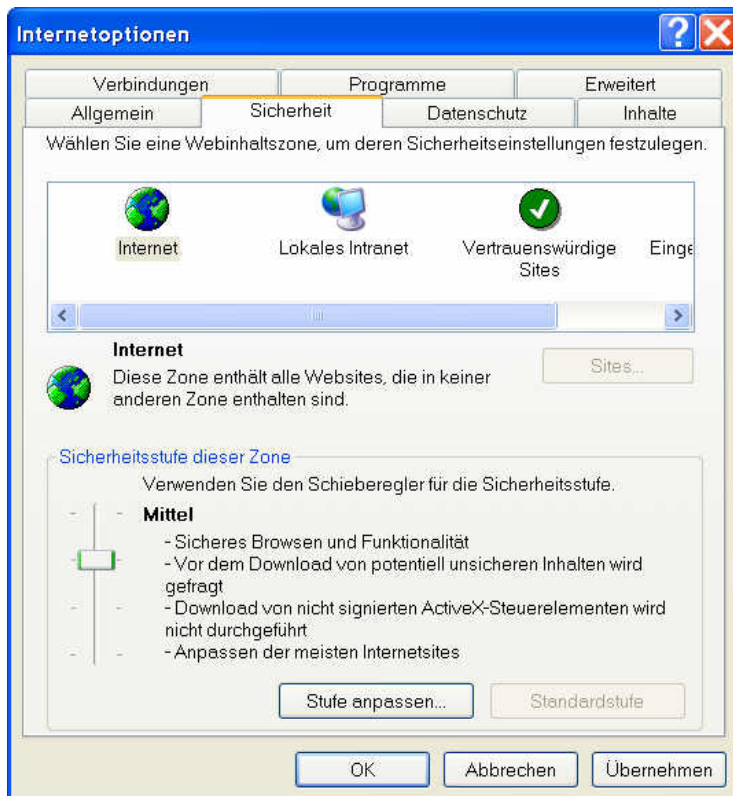 Internetoptionen
Verbindungen
Programme
Erweitert
Allgemein
Sicherheit
Datenschutz
Inhalte
Wählen Sie eine Webinhaltszone, um deren Sicherheitseinstellungen festzulegen.
Internet
Lokales Intranet
Vertrauenswürdige
Sites
Einge
Internet
Diese Zone enthält alle Websites, die in keiner
anderen Zone enthalten sind.
Sites...
Sicherheitsstufe dieser Zone
Verwenden Sie den Schieberegler für die Sicherheitsstufe.
Mittel
- Sicheres Browsen und Funktionalität
- Vor dem Download von potentiell unsicheren Inhalten wird
gefragt
- Download von nicht signierten ActiveX-Steuerelementen wird
nicht durchgeführt
- Anpassen der meisten Internetsites
Stufe anpassen...
Standardstufe
OK
Abbrechen
Übernehmen